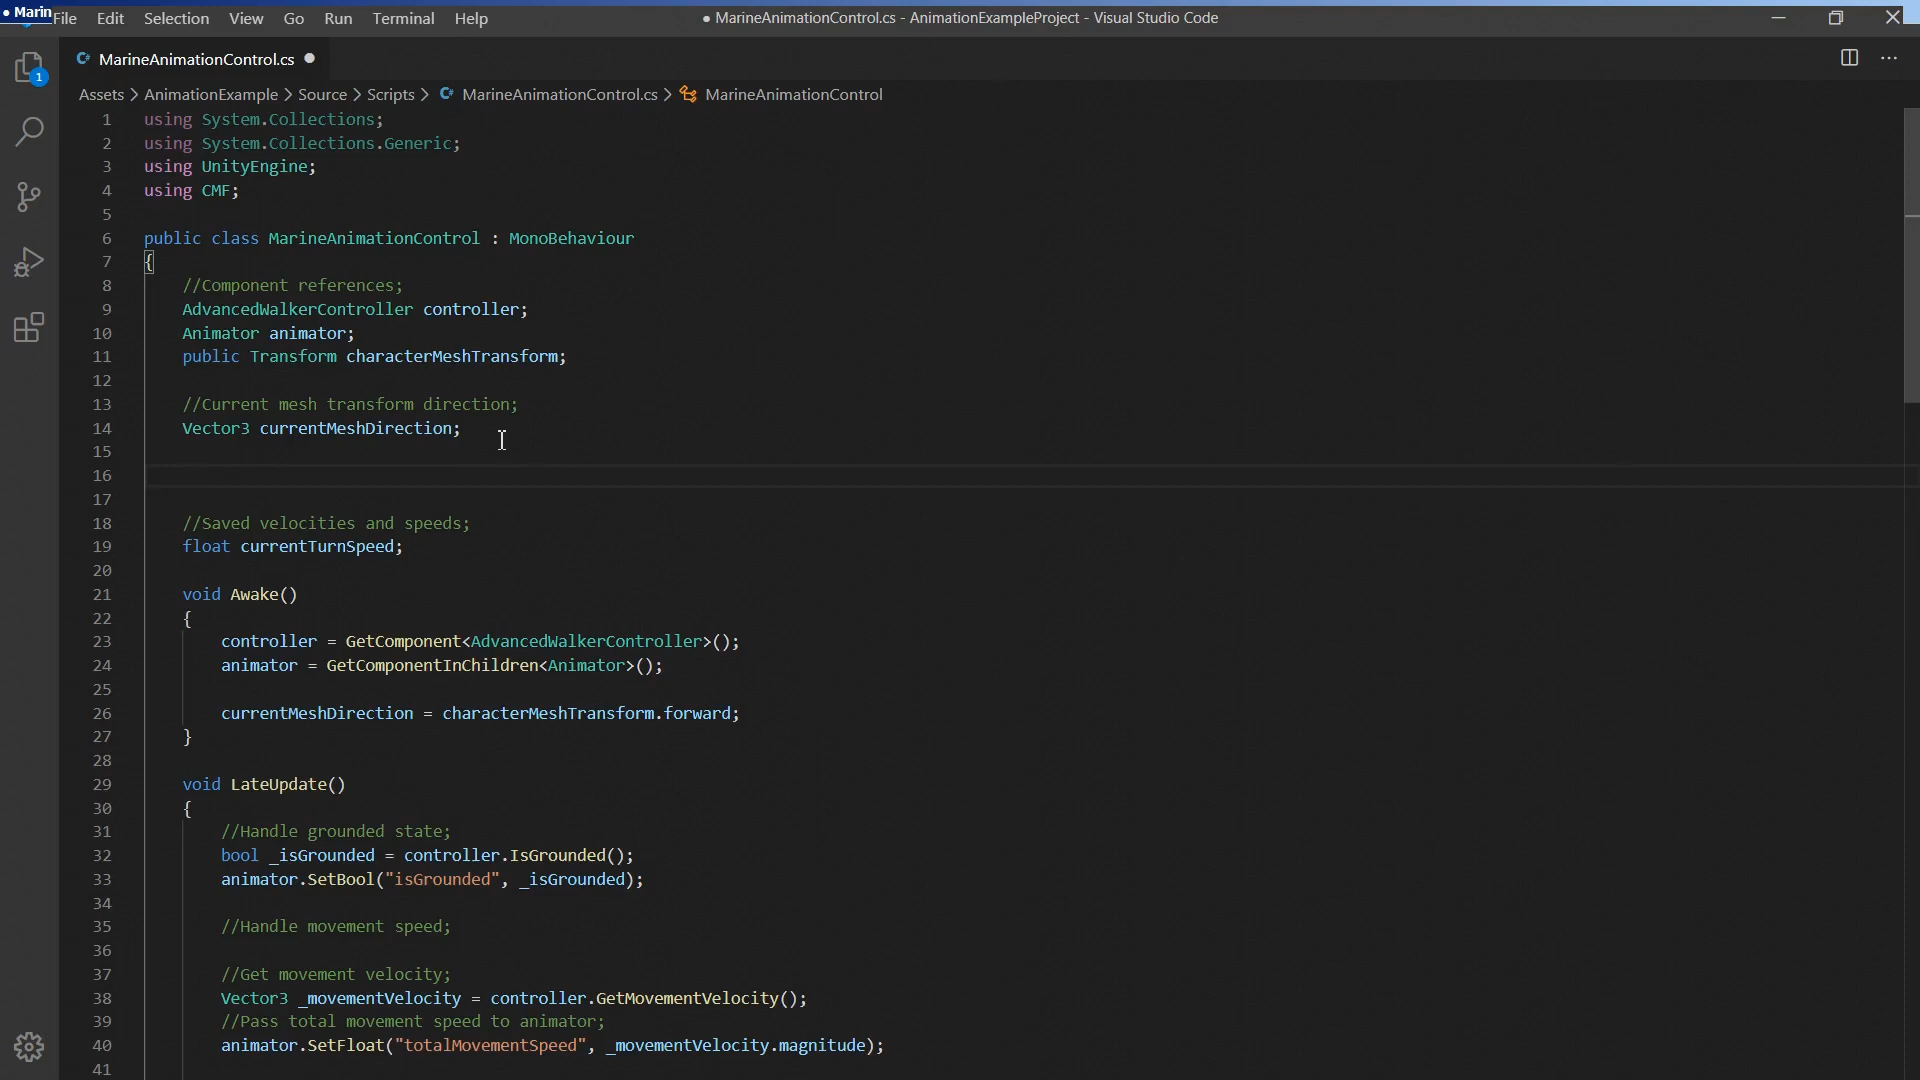 • Marin
File Edit Selection View Go Run Terminal Help
● MarineAnimationControl.cs - AnimationExampleProject - Visual Studio Code
1
MarineAnimationControl.cs ●
Assets > AnimationExample > Source > Scripts > MarineAnimationControl.cs > MarineAnimationControl
1 using System.Collections;
2 using System.Collections.Generic;
3 using UnityEngine;
4 using CMF;
5
6 public class MarineAnimationControl : MonoBehaviour
7 {
8 //Component references;
9 AdvancedWalkerController controller;
10 Animator animator;
11 public Transform characterMeshTransform;
12
13 //Current mesh transform direction;
14 Vector3 currentMeshDirection;
15
16
17
18 //Saved velocities and speeds;
19 float currentTurnSpeed;
20
21 void Awake()
22 {
23 controller = GetComponent<AdvancedWalkerController>();
24 animator = GetComponentInChildren<Animator>();
25
26 currentMeshDirection = characterMeshTransform.forward;
27 }
28
29 void LateUpdate()
30 {
31 //Handle grounded state;
32 bool _isGrounded = controller.IsGrounded();
33 animator.SetBool("isGrounded", _isGrounded);
34
35 //Handle movement speed;
36
37 //Get movement velocity;
38 Vector3 _movementVelocity = controller.GetMovementVelocity();
39 //Pass total movement speed to animator;
40 animator.SetFloat("totalMovementSpeed", _movementVelocity.magnitude);
41